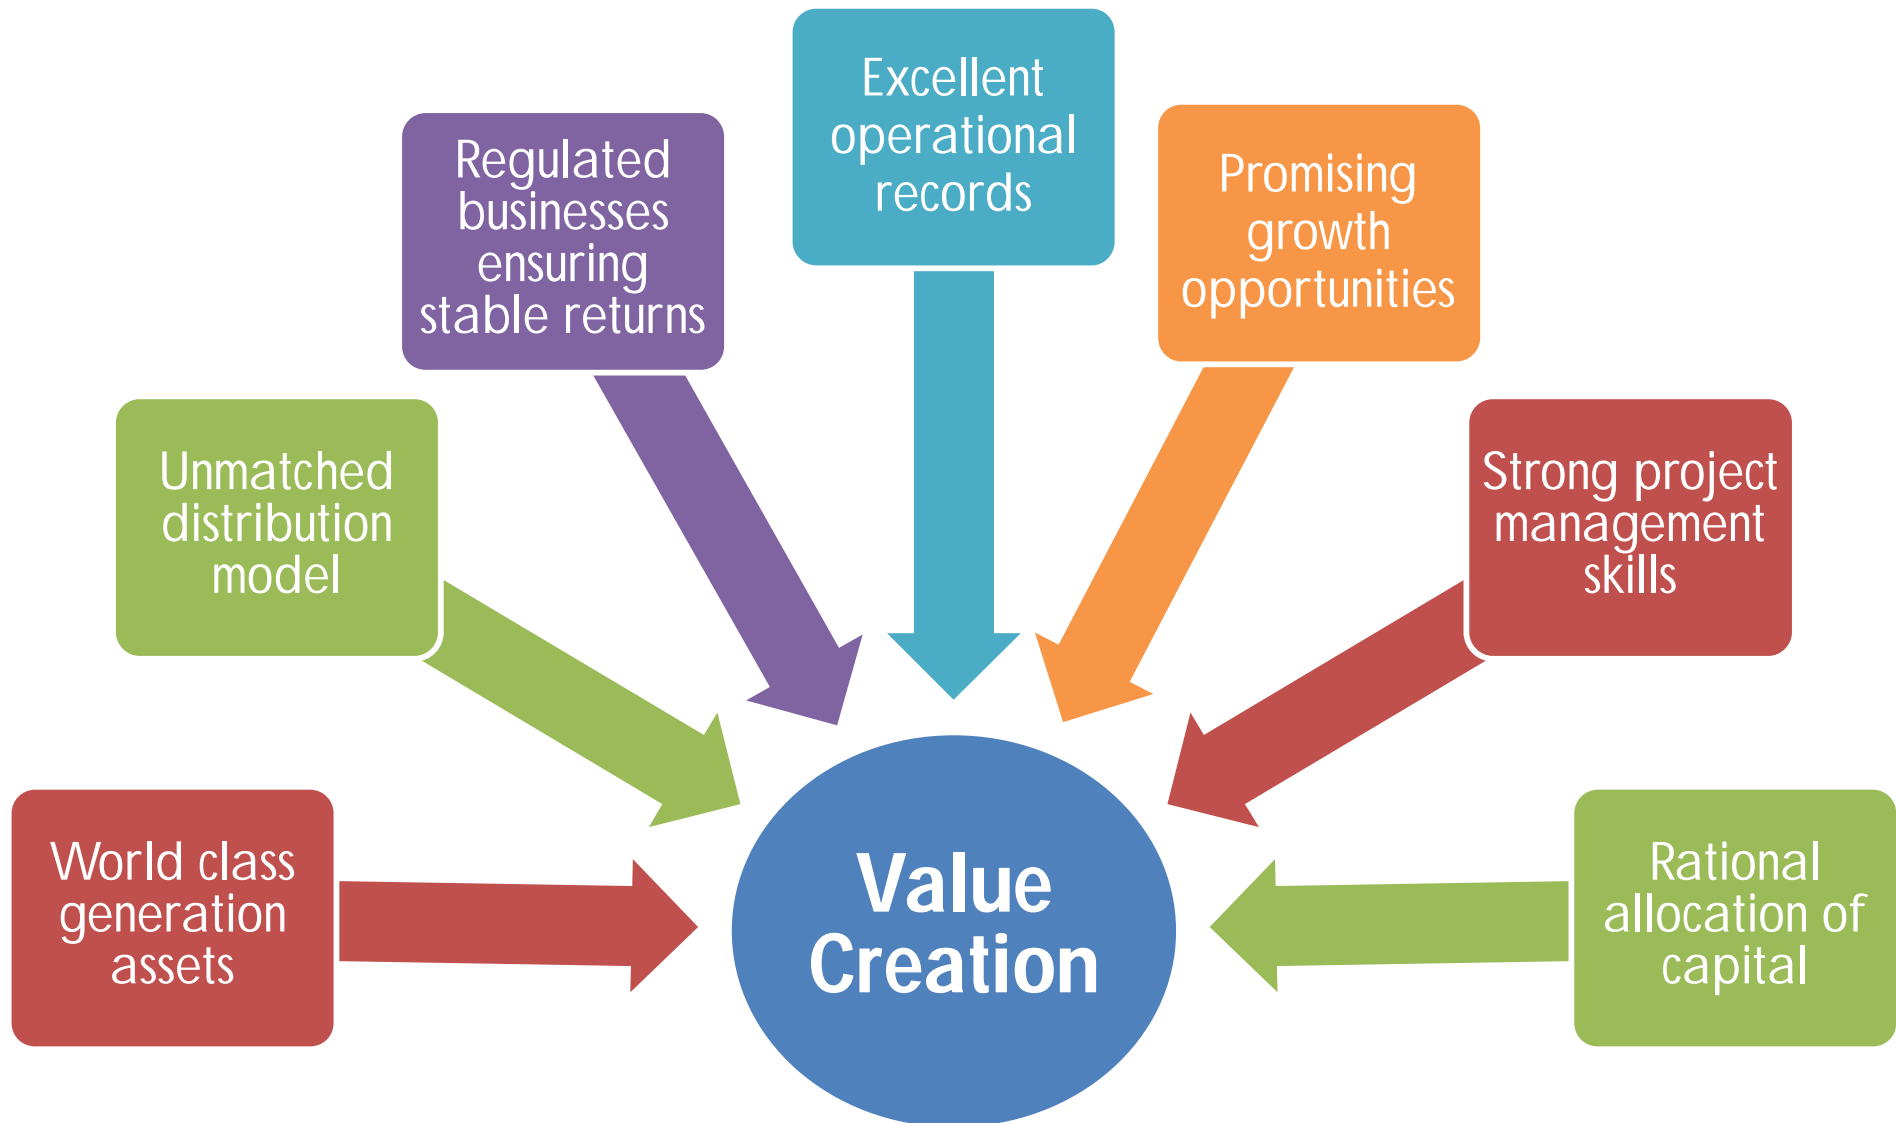 Excellent
operational
records
Regulated
businesses
ensuring
stable returns
Promising
growth
opportunities
Unmatched
distribution
model
Strong project
management
skills
World class
generation
assets
Value
Creation
Rational
allocation of
capital